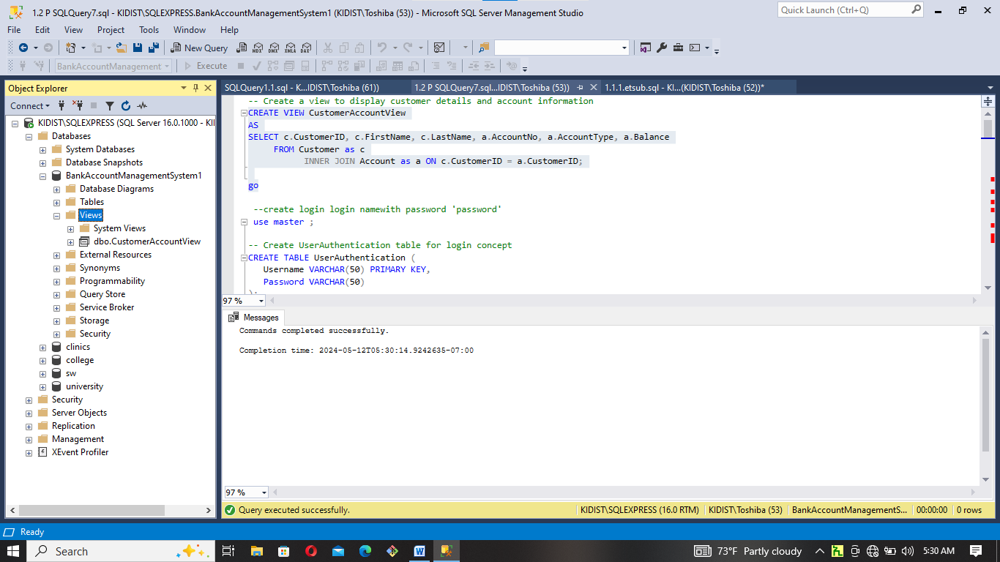 1.2 P SQLQuery7.sql - KIDIST\SQLEXPRESS.BankAccountManagementSystem1 (KIDIST\Toshiba (53)) - Microsoft SQL Server Management Studio
Quick Launch (Ctrl+Q)
File Edit View Project Tools Window Help
New Query MDX DMX XMLA DAX
BankAccountManagement Execute
Object Explorer
Connect
KIDIST\SQLEXPRESS (SQL Server 16.0.1000 - KI
Databases
System Databases
Database Snapshots
BankAccountManagementSystem1
Database Diagrams
Tables
Views
System Views
dbo.CustomerAccountView
External Resources
Synonyms
Programmability
Query Store
Service Broker
Storage
Security
clinics
college
sw
university
Security
Server Objects
Replication
Management
XEvent Profiler
SQLQuery1.1.sql - K...IDIST\Toshiba (61)) 1.2 P SQLQuery7.sql...IDIST\Toshiba (53)) 1.1.1.etsub.sql - KI...(KIDIST\Toshiba (52))*
-- Create a view to display customer details and account information
CREATE VIEW CustomerAccountView
AS
SELECT c.CustomerID, c.FirstName, c.LastName, a.AccountNo, a.AccountType, a.Balance
FROM Customer as c
INNER JOIN Account as a ON c.CustomerID = a.CustomerID;
go
--create login login namewith password 'password'
use master ;
-- Create UserAuthentication table for login concept
CREATE TABLE UserAuthentication (
Username VARCHAR(50) PRIMARY KEY,
Password VARCHAR(50)
);
97 %
Messages
Commands completed successfully.
Completion time: 2024-05-12T05:30:14.9242635-07:00
97 %
Query executed successfully. KIDIST\SQLEXPRESS (16.0 RTM) KIDIST\Toshiba (53) BankAccountManagementS... 00:00:00 0 rows
Ready
Search 73°F Partly cloudy 5:30 AM